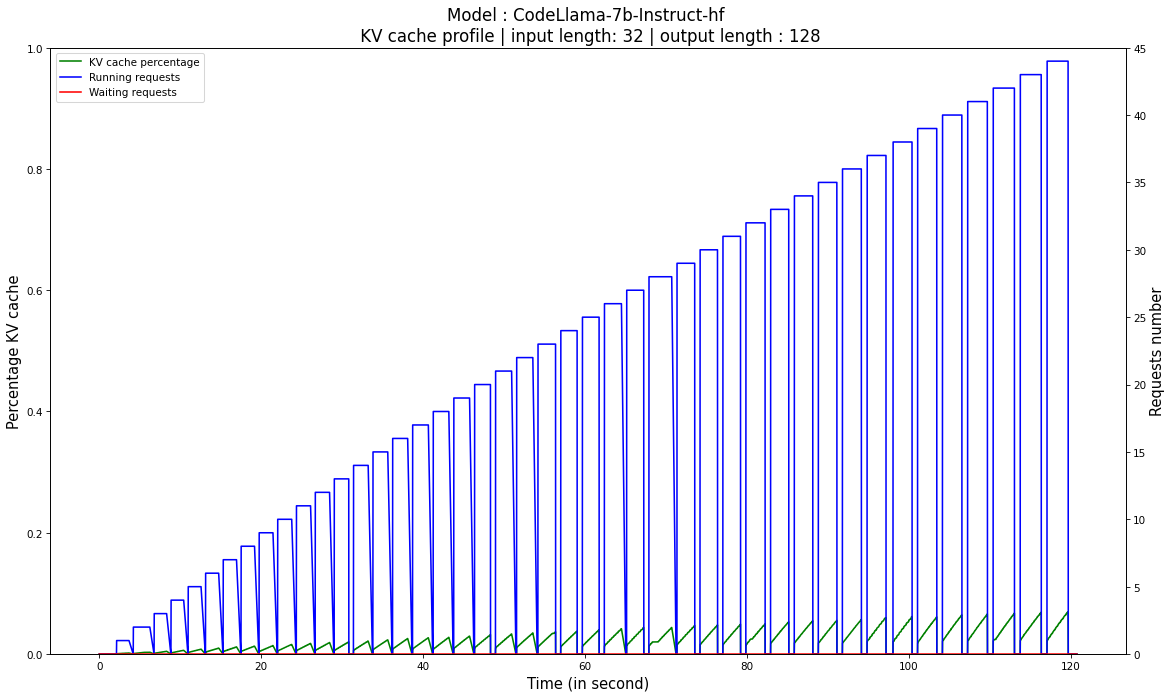 Model : CodeLlama-7b-Instruct-hf
KV cache profile | input length: 32 | output length : 128
KV cache percentage
Running requests
Waiting requests
Percentage KV cache
1.0
0.8
0.6
0.4
0.2
0.0
45
40
35
30
25
20
15
10
5
0
Requests number
0 20 40 60 80 100 120
Time (in second)